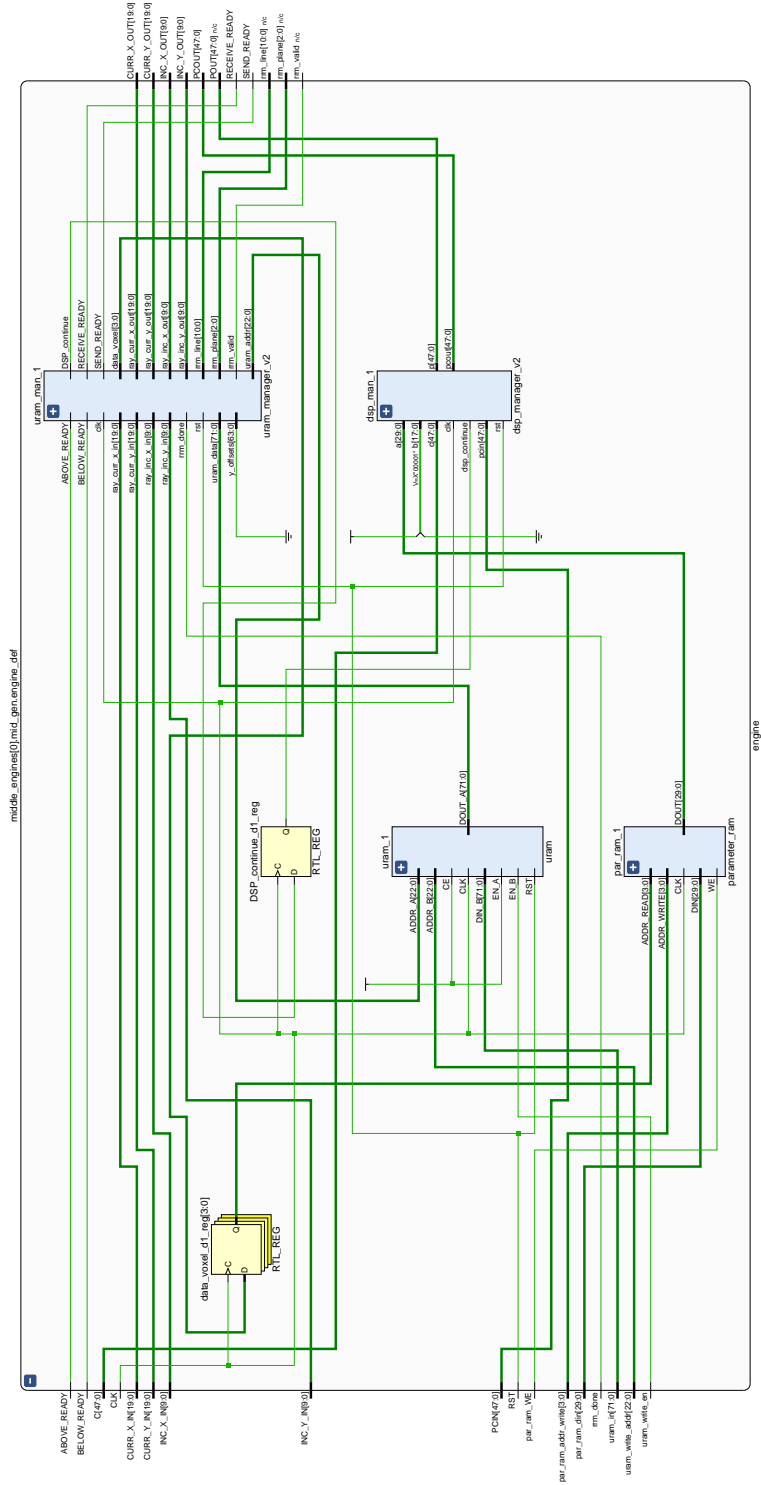 middle_engines[0].mid_gen.engine_def
CURR_X_OUT[19:0]
CURR_Y_OUT[19:0]
INC_X_OUT[9:0]
INC_Y_OUT[9:0]
PCOUT[47:0]
POUT[47:0] n/c
RECEIVE_READY
SEND_READY
rrm_line[10:0] n/c
rrm_plane[2:0] n/c
rrm_valid n/c
uram_man_1
DSP_continue
RECEIVE_READY
SEND_READY
data_voxel[3:0]
ray_curr_x_out[19:0]
ray_curr_y_out[19:0]
ray_inc_x_out[9:0]
ray_inc_y_out[9:0]
rrm_line[10:0]
rrm_plane[2:0]
rrm_valid
uram_addr[22:0]
ABOVE_READY
BELOW_READY
clk
ray_curr_x_in[19:0]
ray_curr_y_in[19:0]
ray_inc_x_in[9:0]
ray_inc_y_in[9:0]
rrm_done
rst
uram_data[71:0]
y_offsets[63:0]
uram_manager_v2
dsp_man_1
p[47:0]
pcout[47:0]
a[29:0]
V=X"00001" b[17:0]
c[47:0]
clk
dsp_continue
pcin[47:0]
rst
dsp_manager_v2
DSP_continue_d1_reg
Q
C
D
RTL_REG
uram_1
DOUT_A[71:0]
ADDR_A[22:0]
ADDR_B[22:0]
CE
CLK
DIN_B[71:0]
EN_A
EN_B
RST
uram
par_ram_1
DOUT[29:0]
ADDR_READ[3:0]
ADDR_WRITE[3:0]
CLK
DIN[29:0]
WE
parameter_ram
data_voxel_d1_reg[3:0]
Q
C
D
RTL_REG
ABOVE_READY
BELOW_READY
C[47:0]
CLK
CURR_X_IN[19:0]
CURR_Y_IN[19:0]
INC_X_IN[9:0]
INC_Y_IN[9:0]
PCIN[47:0]
RST
par_ram_WE
par_ram_addr_write[3:0]
par_ram_din[29:0]
rrm_done
uram_in[71:0]
uram_write_addr[22:0]
uram_write_en
engine